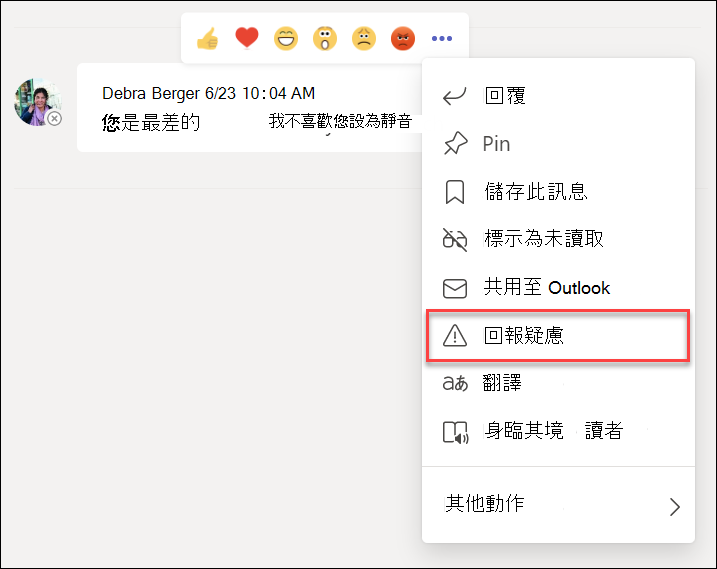 Debra Berger 6/23 10:04 AM
您是最差的 我不喜歡您設為靜音
回覆
Pin
儲存此訊息
標示為未讀取
共用至 Outlook
回報疑慮
翻譯
身臨其境 讀者
其他動作